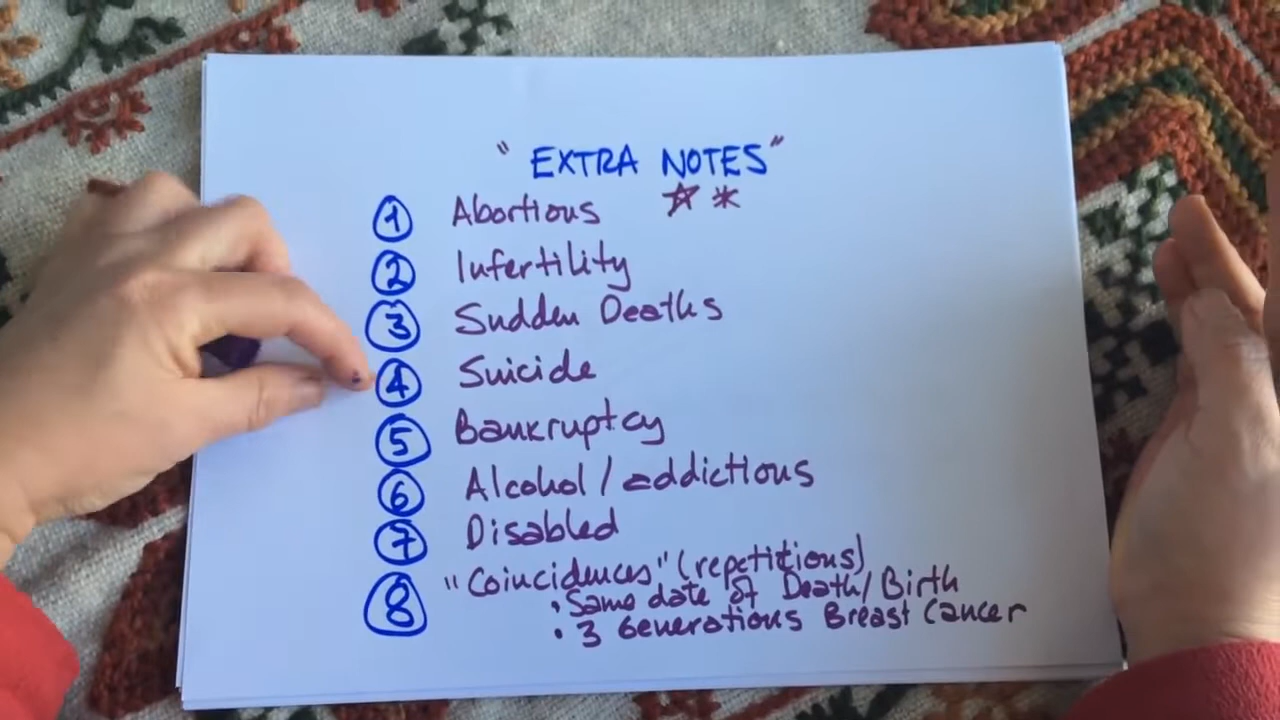 "EXTRA NOTES"
1 Abortions ☆ *
2 Infertility
3 Sudden Deaths
4 Suicide
5 Bankruptcy
6 Alcohol / addictions
7 Disabled
8 "Coincidences" (repetitions)
• Same date of Death/Birth
• 3 Generations Breast Cancer